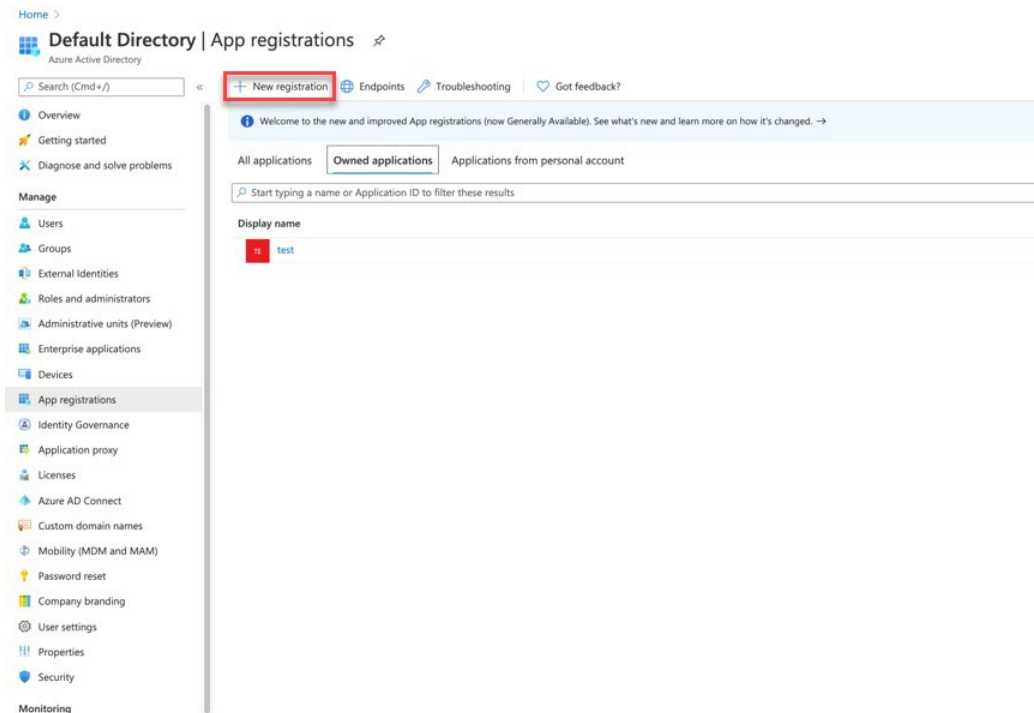 Home >
Default Directory | App registrations
Azure Active Directory
Search (Cmd+/)
«
New registration
Endpoints
Troubleshooting
Got feedback?
Welcome to the new and improved App registrations (now Generally Available). See what's new and learn more on how it's changed. →
All applications
Owned applications
Applications from personal account
Start typing a name or Application ID to filter these results
Display name
TE
test
Overview
Getting started
Diagnose and solve problems
Manage
Users
Groups
External Identities
Roles and administrators
Administrative units (Preview)
Enterprise applications
Devices
App registrations
Identity Governance
Application proxy
Licenses
Azure AD Connect
Custom domain names
Mobility (MDM and MAM)
Password reset
Company branding
User settings
Properties
Security
Monitoring